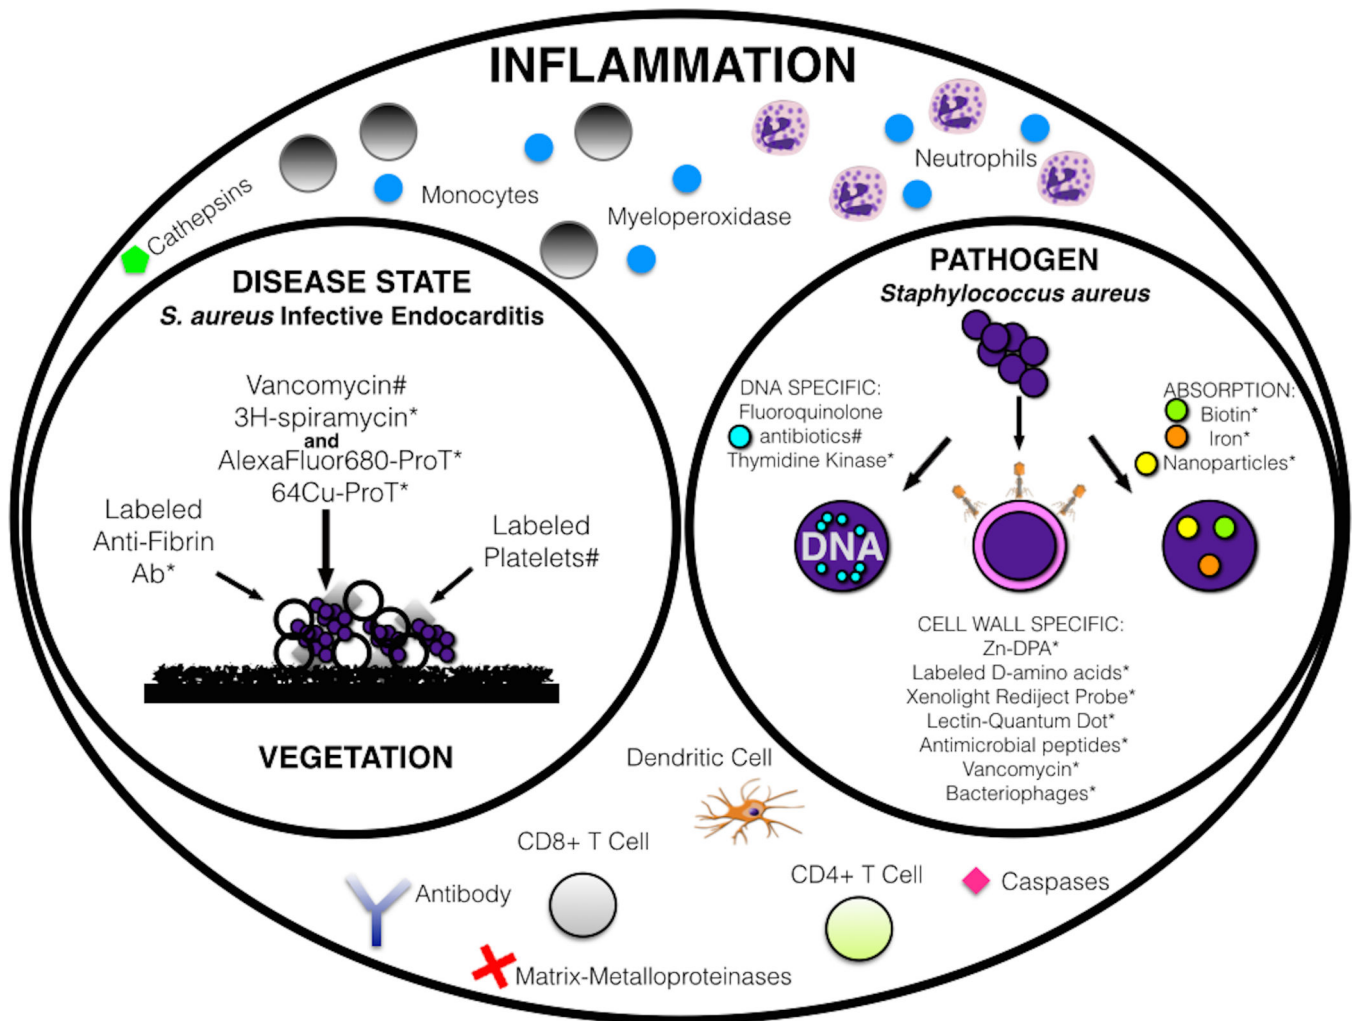 INFLAMMATION
Neutrophils
Cathepsins
Monocytes
Myeloperoxidase
DISEASE STATE
S. aureus Infective Endocarditis
Vancomycin#
3H-spiramycin*
and
AlexaFluor680-ProT*
64Cu-ProT*
Labeled
Anti-Fibrin
Ab*
Labeled
Platelets#
VEGETATION
PATHOGEN
Staphylococcus aureus
DNA SPECIFIC:
Fluoroquinolone
antibiotics#
Thymidine Kinase*
ABSORPTION:
Biotin*
Iron*
Nanoparticles*
DNA
CELL WALL SPECIFIC:
Zn-DPA*
Labeled D-amino acids*
Xenolight Rediject Probe*
Lectin-Quantum Dot*
Antimicrobial peptides*
Vancomycin*
Bacteriophages*
Dendritic Cell
CD8+ T Cell
CD4+ T Cell
Antibody
Caspases
Matrix-Metalloproteinases